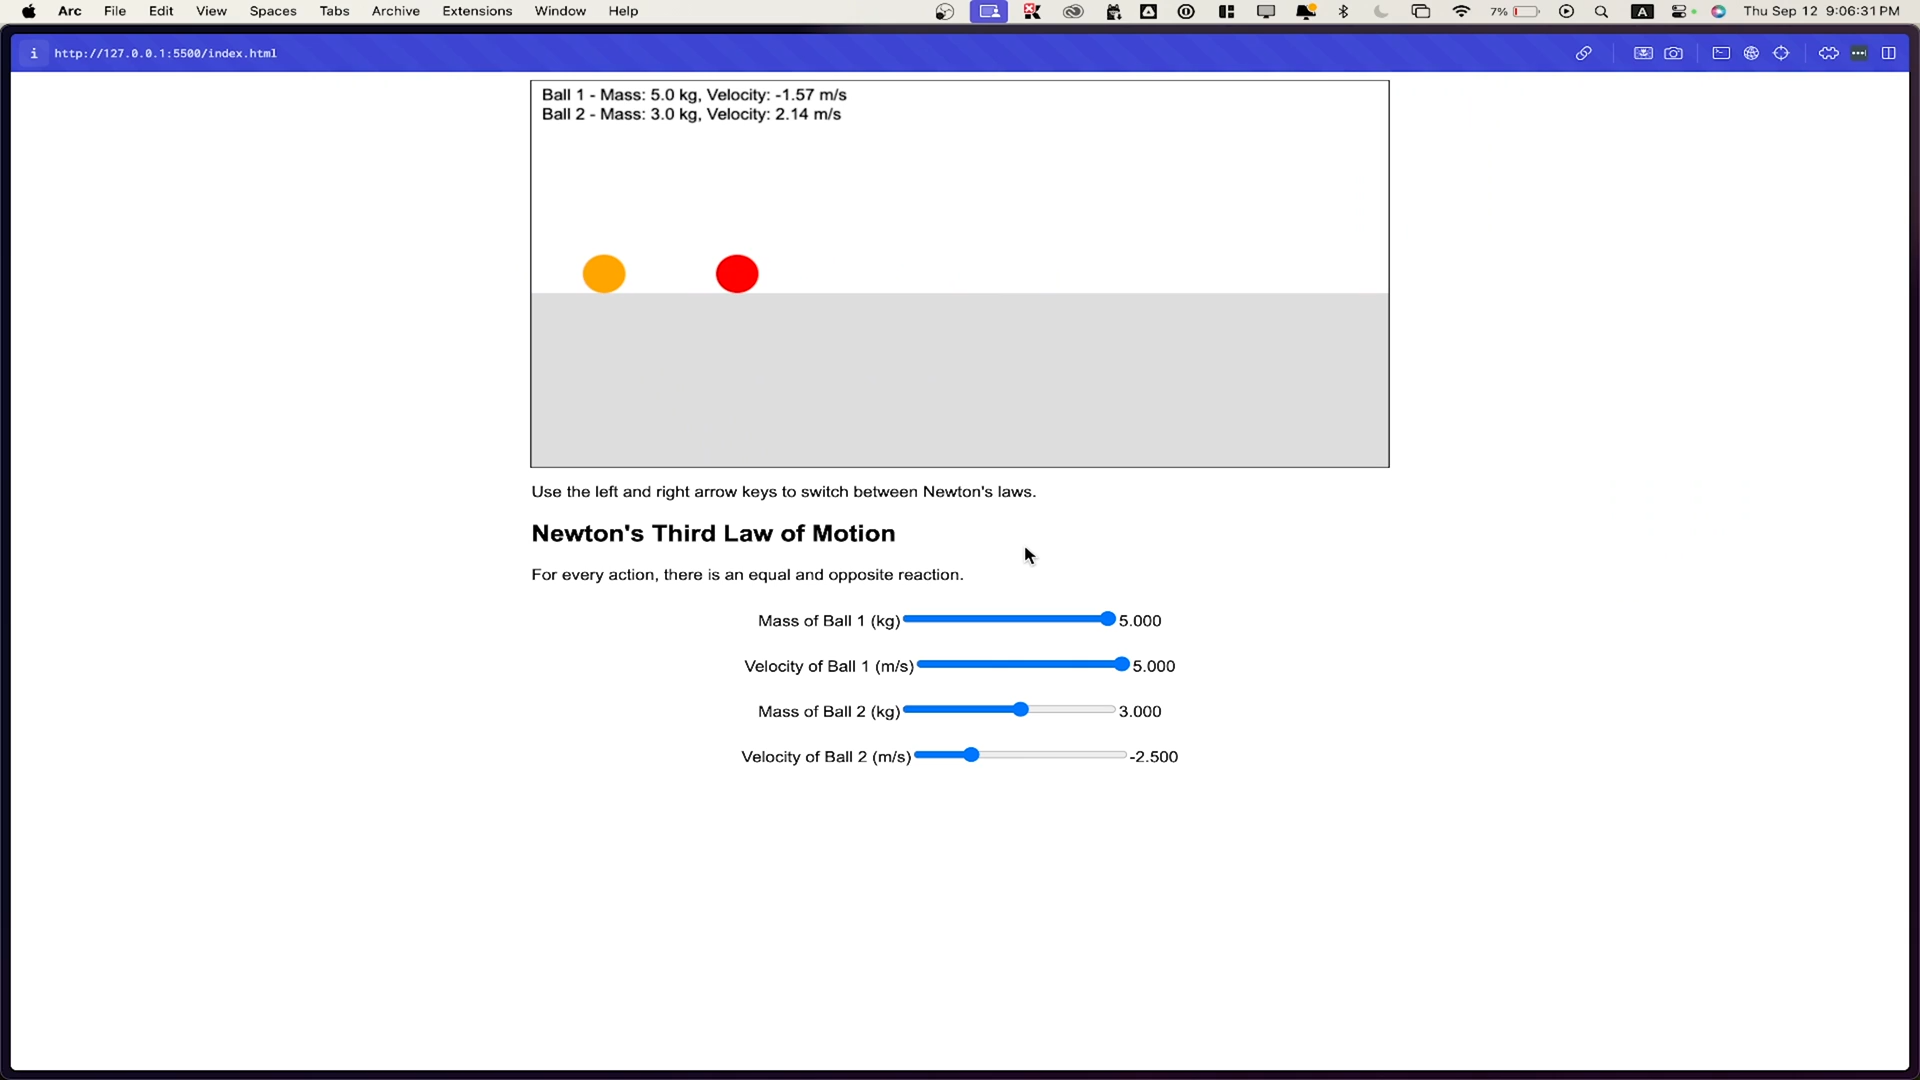 Arc File Edit View Spaces Tabs Archive Extensions Window Help 7% A Thu Sep 12 9:06:31 PM
i http://127.0.0.1:5500/index.html
Ball 1 - Mass: 5.0 kg, Velocity: -1.57 m/s
Ball 2 - Mass: 3.0 kg, Velocity: 2.14 m/s
Use the left and right arrow keys to switch between Newton's laws.
Newton's Third Law of Motion
For every action, there is an equal and opposite reaction.
Mass of Ball 1 (kg) 5.000
Velocity of Ball 1 (m/s) 5.000
Mass of Ball 2 (kg) 3.000
Velocity of Ball 2 (m/s) -2.500